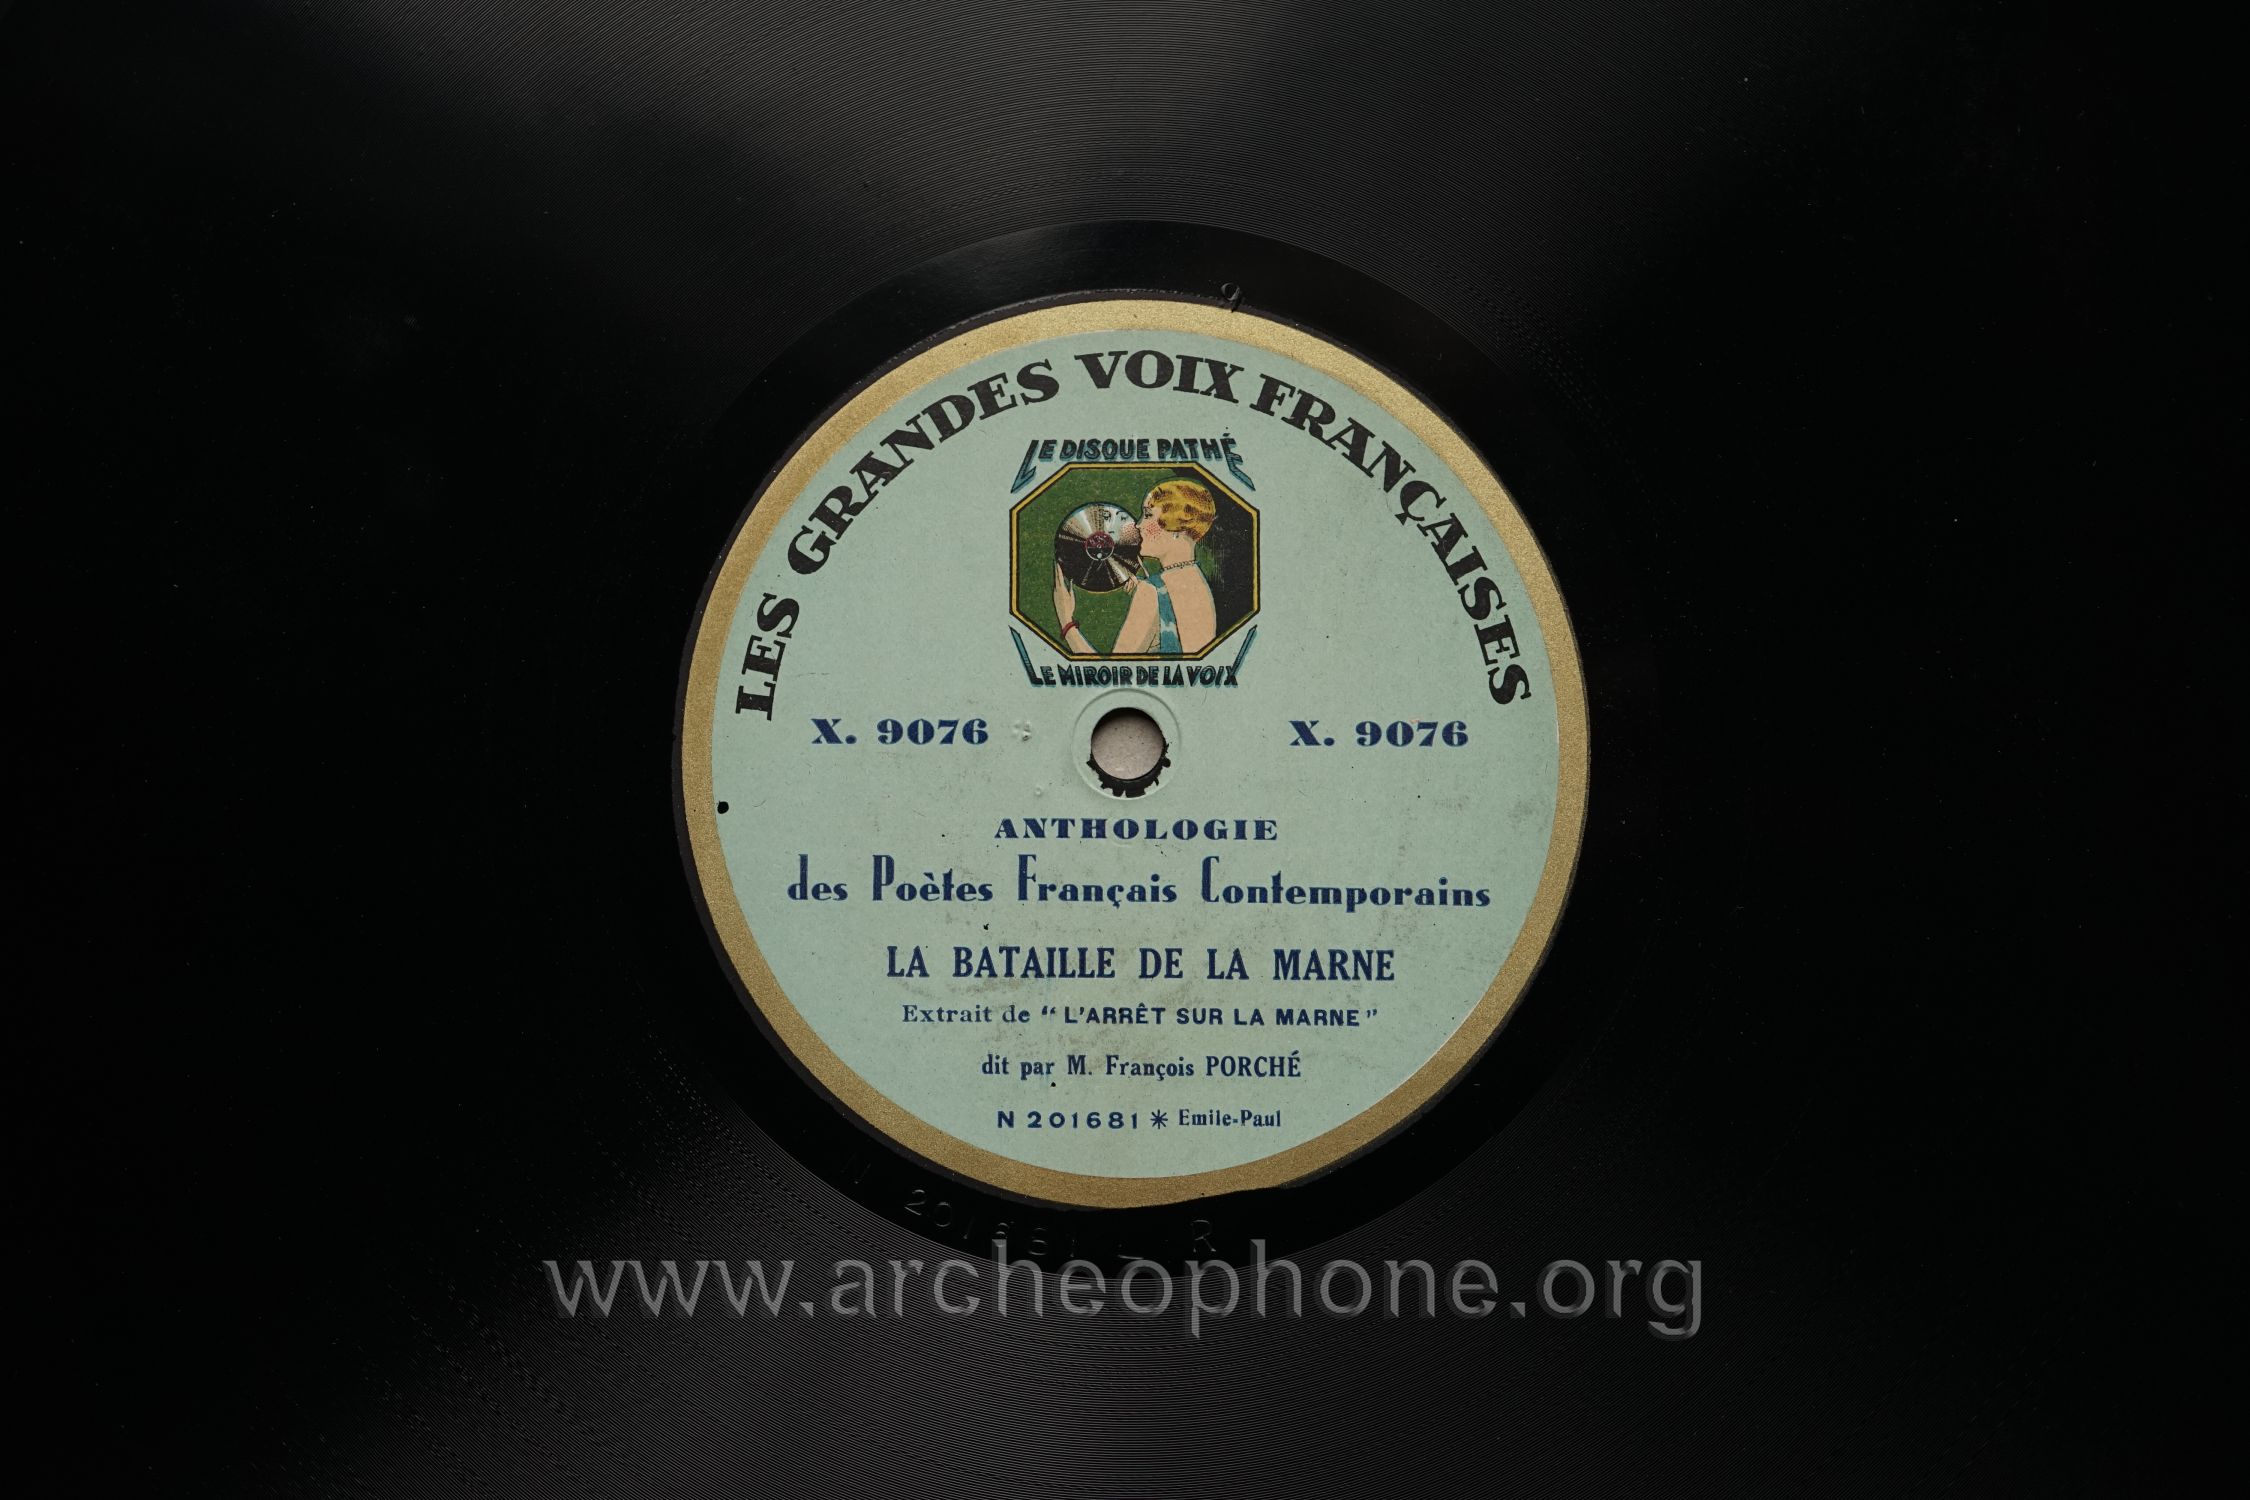 9
LES GRANDES VOIX FRANÇAISES
LE DISQUE PATHÉ
LE MIROIR DE LA VOIX
X. 9076
X. 9076
ANTHOLOGIE
des Poètes Français Contemporains
LA BATAILLE DE LA MARNE
Extrait de "L'ARRÊT SUR LA MARNE"
dit par M. François PORCHÉ
N 201681 * Emile-Paul
N 201681 - R
www.archeophone.org